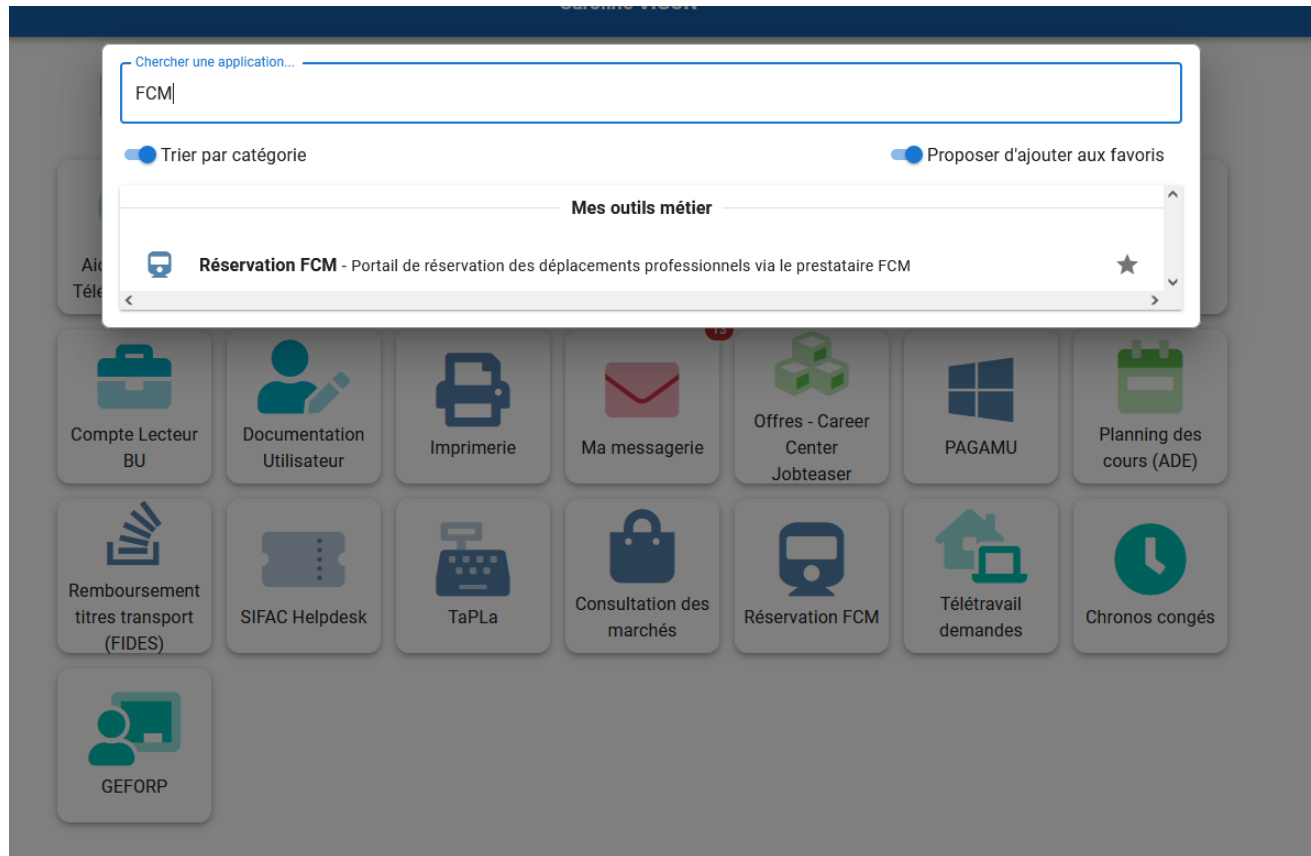 Chercher une application...
FCM
Trier par catégorie
Proposer d'ajouter aux favoris
Mes outils métier
Réservation FCM - Portail de réservation des déplacements professionnels via le prestataire FCM
Compte Lecteur
BU
Documentation
Utilisateur
Imprimerie
13
Ma messagerie
Offres - Career
Center
Jobteaser
PAGAMU
Planning des
cours (ADE)
Remboursement
titres transport
(FIDES)
SIFAC Helpdesk
TaPLa
Consultation des
marchés
Réservation FCM
Télétravail
demandes
Chronos congés
GEFORP